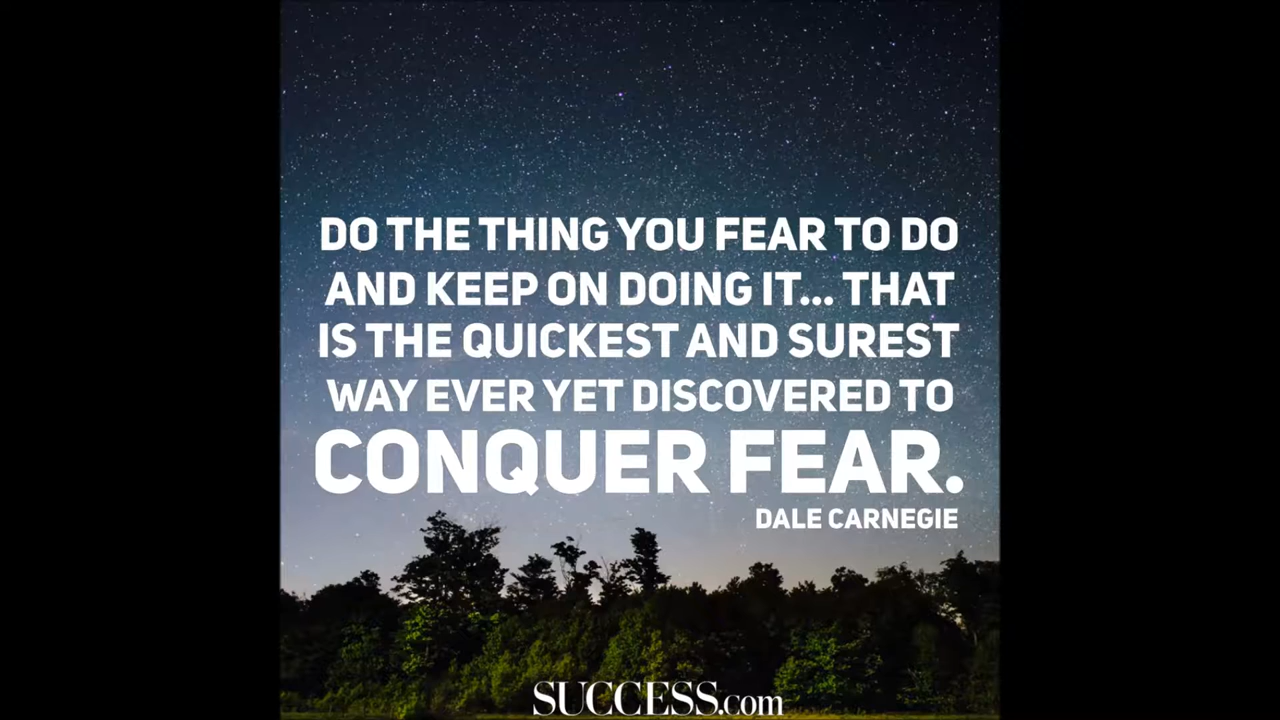 DO THE THING YOU FEAR TO DO
AND KEEP ON DOING IT... THAT
IS THE QUICKEST AND SUREST
WAY EVER YET DISCOVERED TO
CONQUER FEAR.
DALE CARNEGIE
SUCCESS.com